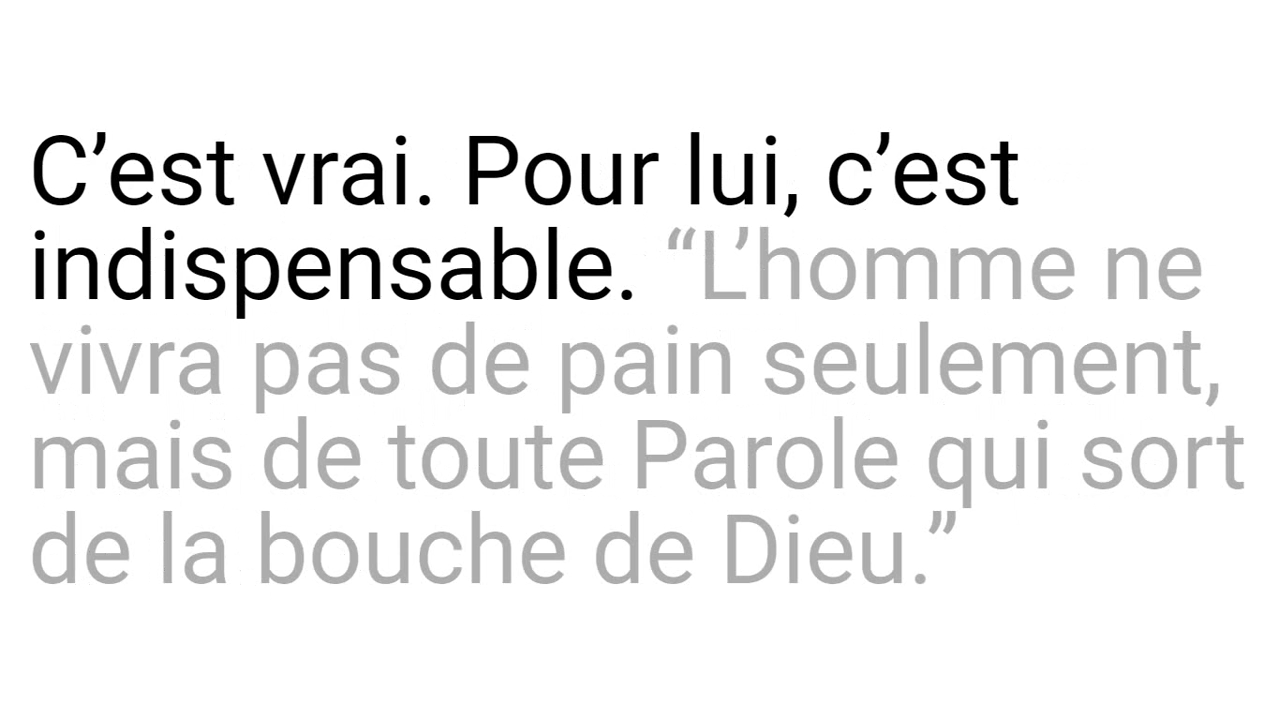 C’est vrai. Pour lui, c’est
indispensable. “L’homme ne
vivra pas de pain seulement,
mais de toute Parole qui sort
de la bouche de Dieu.”